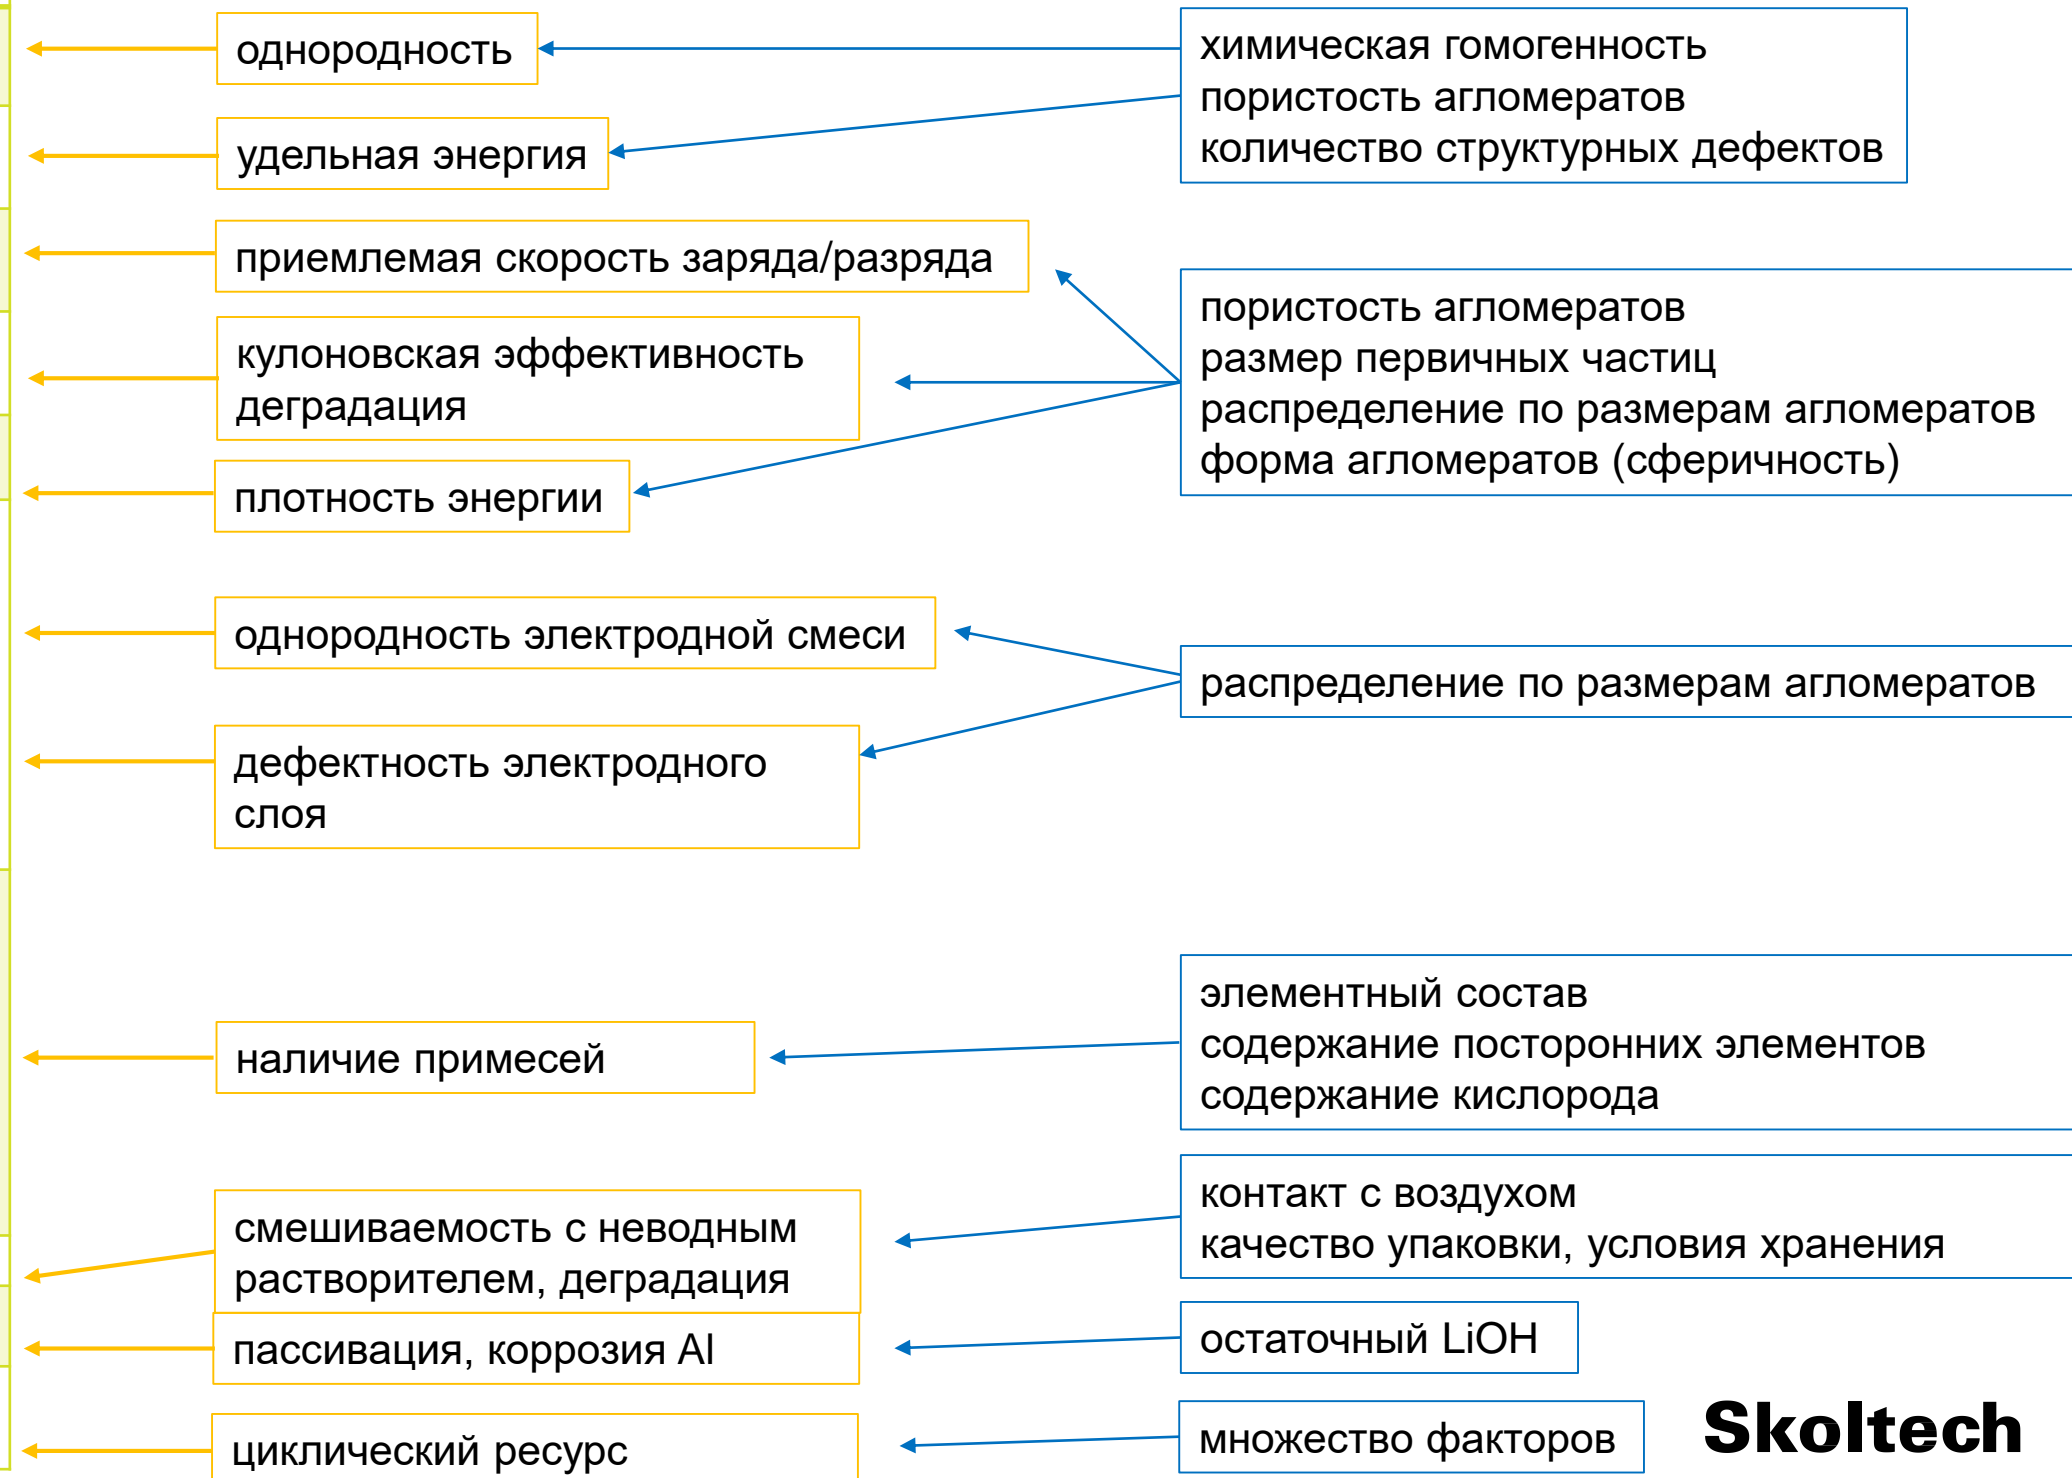 однородность
удельная энергия
приемлемая скорость заряда/разряда
кулоновская эффективность
деградация
плотность энергии
однородность электродной смеси
дефектность электродного
слоя
наличие примесей
смешиваемость с неводным
растворителем, деградация
пассивация, коррозия Al
циклический ресурс
химическая гомогенность
пористость агломератов
количество структурных дефектов
пористость агломератов
размер первичных частиц
распределение по размерам агломератов
форма агломератов (сферичность)
распределение по размерам агломератов
элементный состав
содержание посторонних элементов
содержание кислорода
контакт с воздухом
качество упаковки, условия хранения
остаточный LiOH
множество факторов
Skoltech